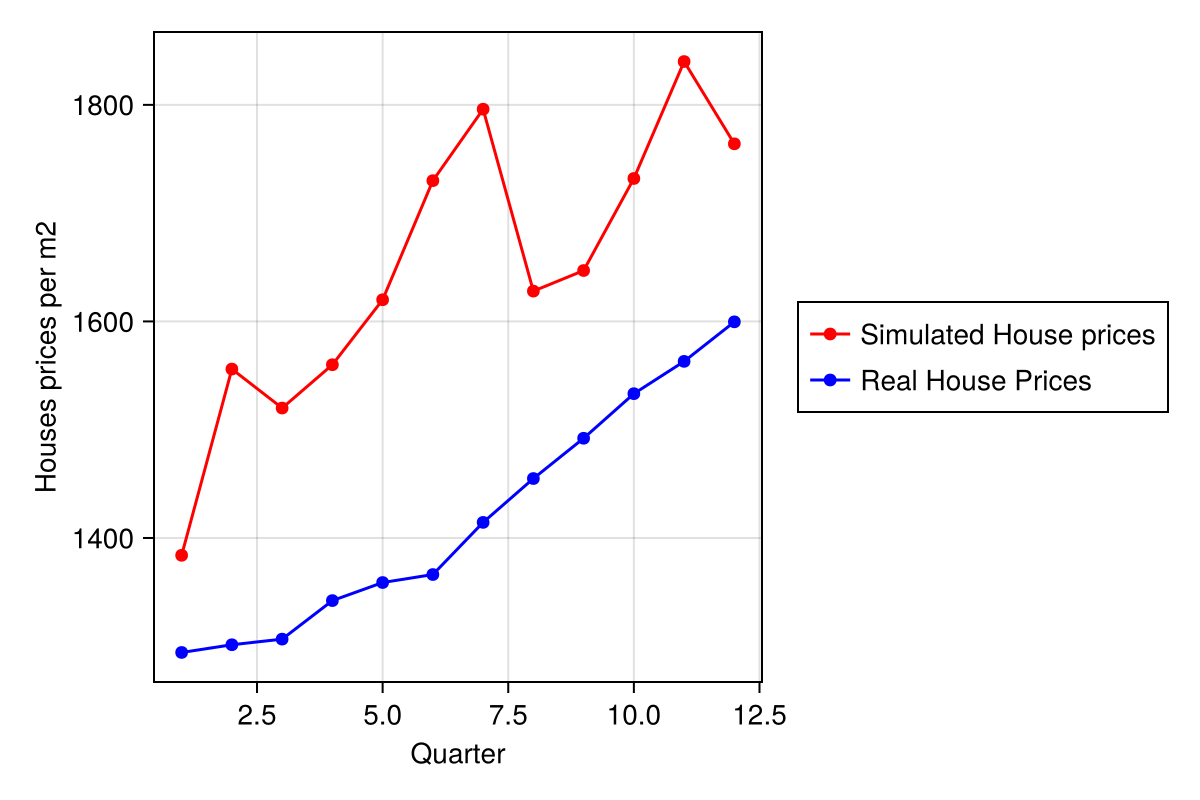 1800
1600
1400
Houses prices per m2
2.5 5.0 7.5 10.0 12.5
Quarter
Simulated House prices
Real House Prices